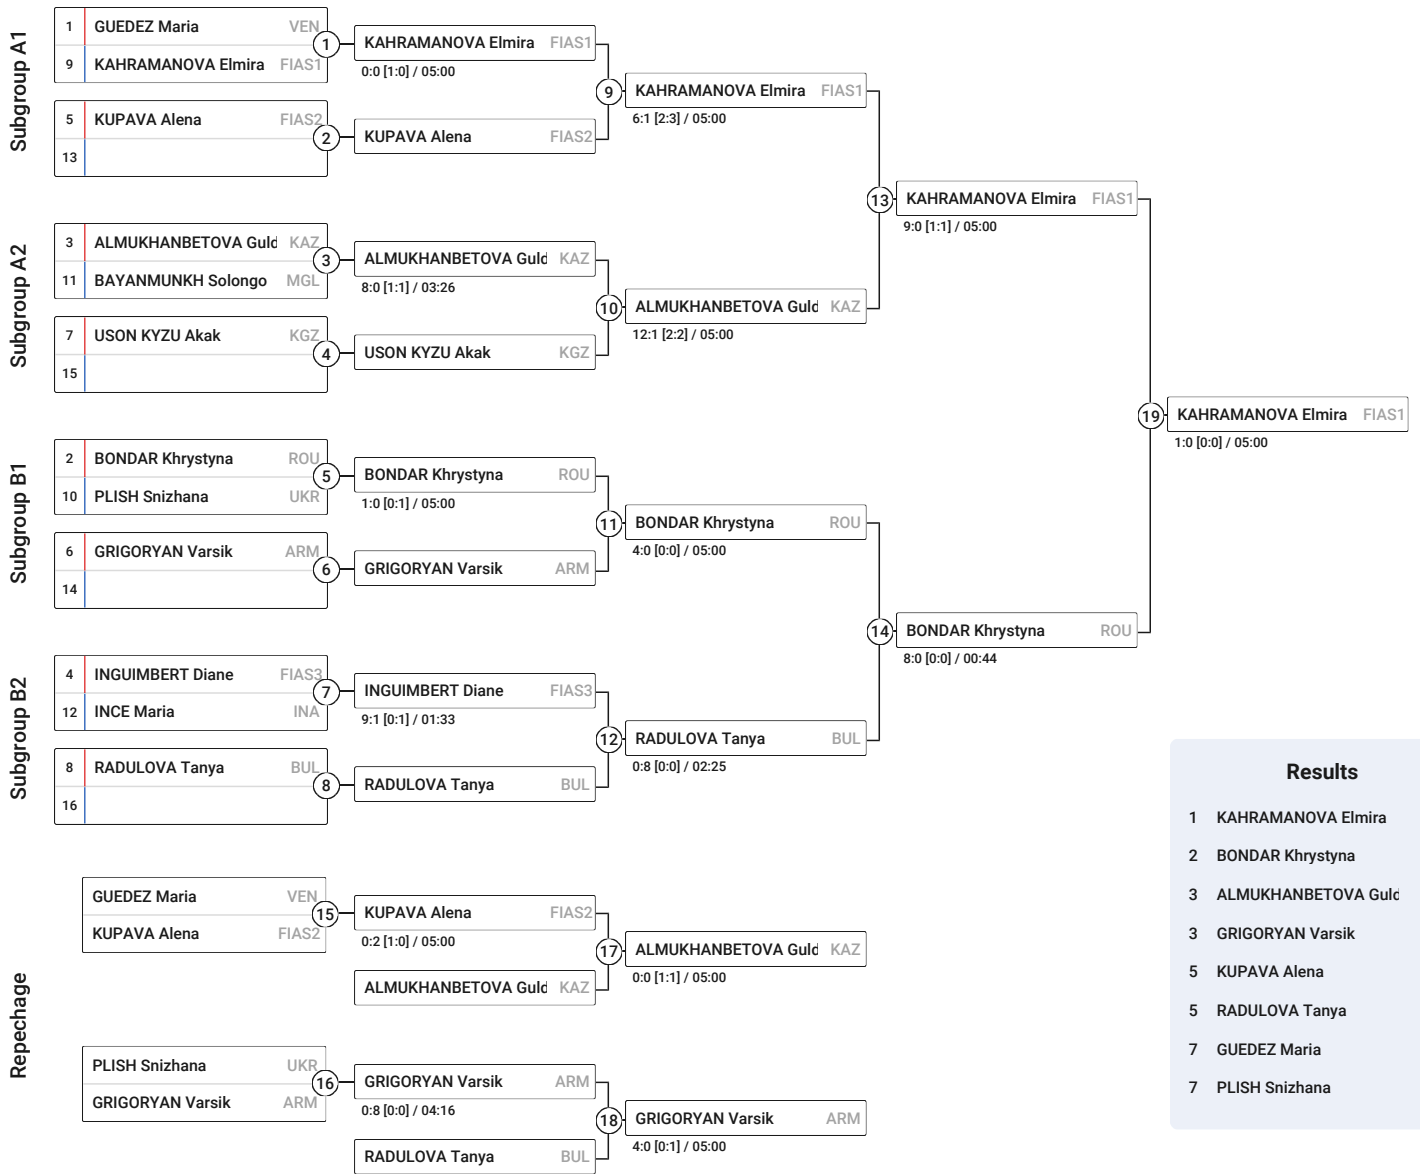 Subgroup A1
1 GUEDEZ Maria VEN
9 KAHRAMANOVA Elmira FIAS1
1
KAHRAMANOVA Elmira FIAS1
0:0 [1:0] / 05:00
5 KUPAVA Alena FIAS2
13
2
KUPAVA Alena FIAS2
9
KAHRAMANOVA Elmira FIAS1
6:1 [2:3] / 05:00
Subgroup A2
3 ALMUKHANBETOVA Guld KAZ
11 BAYANMUNKH Solongo MGL
3
ALMUKHANBETOVA Guld KAZ
8:0 [1:1] / 03:26
7 USON KYZU Akak KGZ
15
4
USON KYZU Akak KGZ
10
ALMUKHANBETOVA Guld KAZ
12:1 [2:2] / 05:00
13
KAHRAMANOVA Elmira FIAS1
9:0 [1:1] / 05:00
Subgroup B1
2 BONDAR Khrystyna ROU
10 PLISH Snizhana UKR
5
BONDAR Khrystyna ROU
1:0 [0:1] / 05:00
6 GRIGORYAN Varsik ARM
14
6
GRIGORYAN Varsik ARM
11
BONDAR Khrystyna ROU
4:0 [0:0] / 05:00
Subgroup B2
4 INGUIMBERT Diane FIAS3
12 INCE Maria INA
7
INGUIMBERT Diane FIAS3
9:1 [0:1] / 01:33
8 RADULOVA Tanya BUL
16
8
RADULOVA Tanya BUL
12
RADULOVA Tanya BUL
0:8 [0:0] / 02:25
14
BONDAR Khrystyna ROU
8:0 [0:0] / 00:44
19
KAHRAMANOVA Elmira FIAS1
1:0 [0:0] / 05:00
Repechage
GUEDEZ Maria VEN
KUPAVA Alena FIAS2
15
KUPAVA Alena FIAS2
0:2 [1:0] / 05:00
ALMUKHANBETOVA Guld KAZ
17
ALMUKHANBETOVA Guld KAZ
0:0 [1:1] / 05:00
PLISH Snizhana UKR
GRIGORYAN Varsik ARM
16
GRIGORYAN Varsik ARM
0:8 [0:0] / 04:16
RADULOVA Tanya BUL
18
GRIGORYAN Varsik ARM
4:0 [0:1] / 05:00
Results
1 KAHRAMANOVA Elmira
2 BONDAR Khrystyna
3 ALMUKHANBETOVA Guld
3 GRIGORYAN Varsik
5 KUPAVA Alena
5 RADULOVA Tanya
7 GUEDEZ Maria
7 PLISH Snizhana